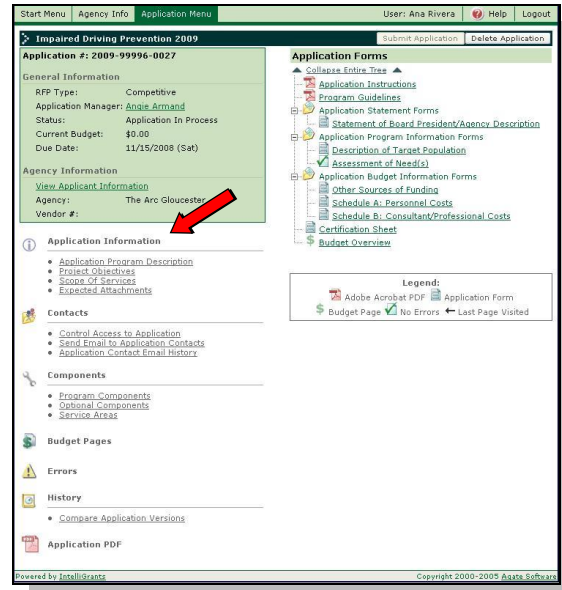 Start Menu Agency Info Application Menu User: Ana Rivera Help Logout
Impaired Driving Prevention 2009 Submit Application Delete Application
Application #: 2009-99996-0027
General Information
RFP Type: Competitive
Application Manager: Angie Armand
Status: Application In Process
Current Budget: $0.00
Due Date: 11/15/2008 (Sat)
Agency Information
View Applicant Information
Agency: The Arc Gloucester
Vendor #:
Application Information
Application Program Description
Project Objectives
Scope Of Services
Expected Attachments
Contacts
Control Access to Application
Send Email to Application Contacts
Application Contact Email History
Components
Program Components
Optional Components
Service Areas
Budget Pages
Errors
History
Compare Application Versions
Application PDF
Application Forms
Collapse Entire Tree
Application Instructions
Program Guidelines
Application Statement Forms
Statement of Board President/Agency Description
Application Program Information Forms
Description of Target Population
Assessment of Need(s)
Application Budget Information Forms
Other Sources of Funding
Schedule A: Personnel Costs
Schedule B: Consultant/Professional Costs
Certification Sheet
Budget Overview
Legend:
Adobe Acrobat PDF Application Form
Budget Page No Errors Last Page Visited
Powered by IntelliGrants Copyright 2000-2005 Agate Software